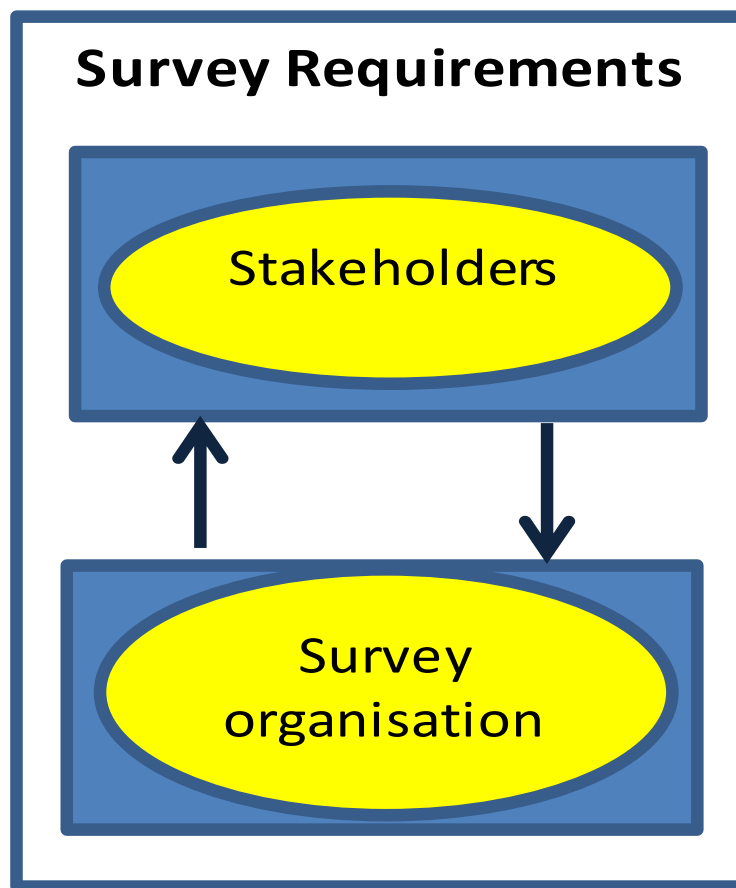 Survey Requirements
Stakeholders
Survey
organisation